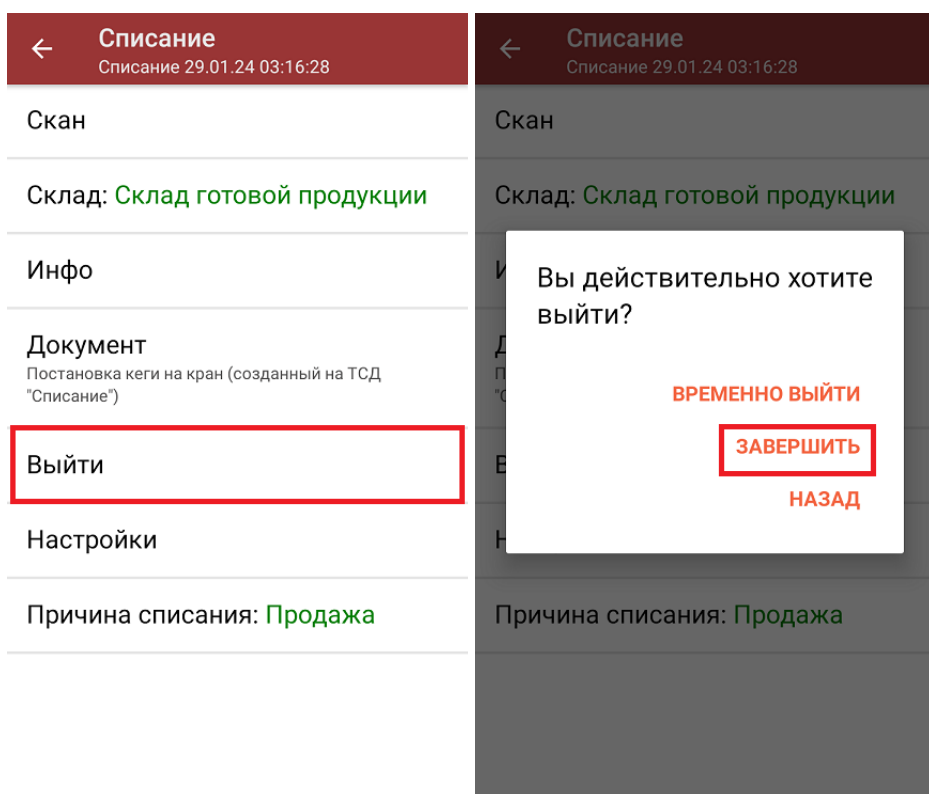 Списание
Списание 29.01.24 03:16:28
Скан
Склад: Склад готовой продукции
Инфо
Документ
Постановка кеги на кран (созданный на ТСД
"Списание")
Выйти
Настройки
Причина списания: Продажа
Списание
Списание 29.01.24 03:16:28
Скан
Склад: Склад готовой продукции
Вы действительно хотите
выйти?
ВРЕМЕННО ВЫЙТИ
ЗАВЕРШИТЬ
НАЗАД
Причина списания: Продажа